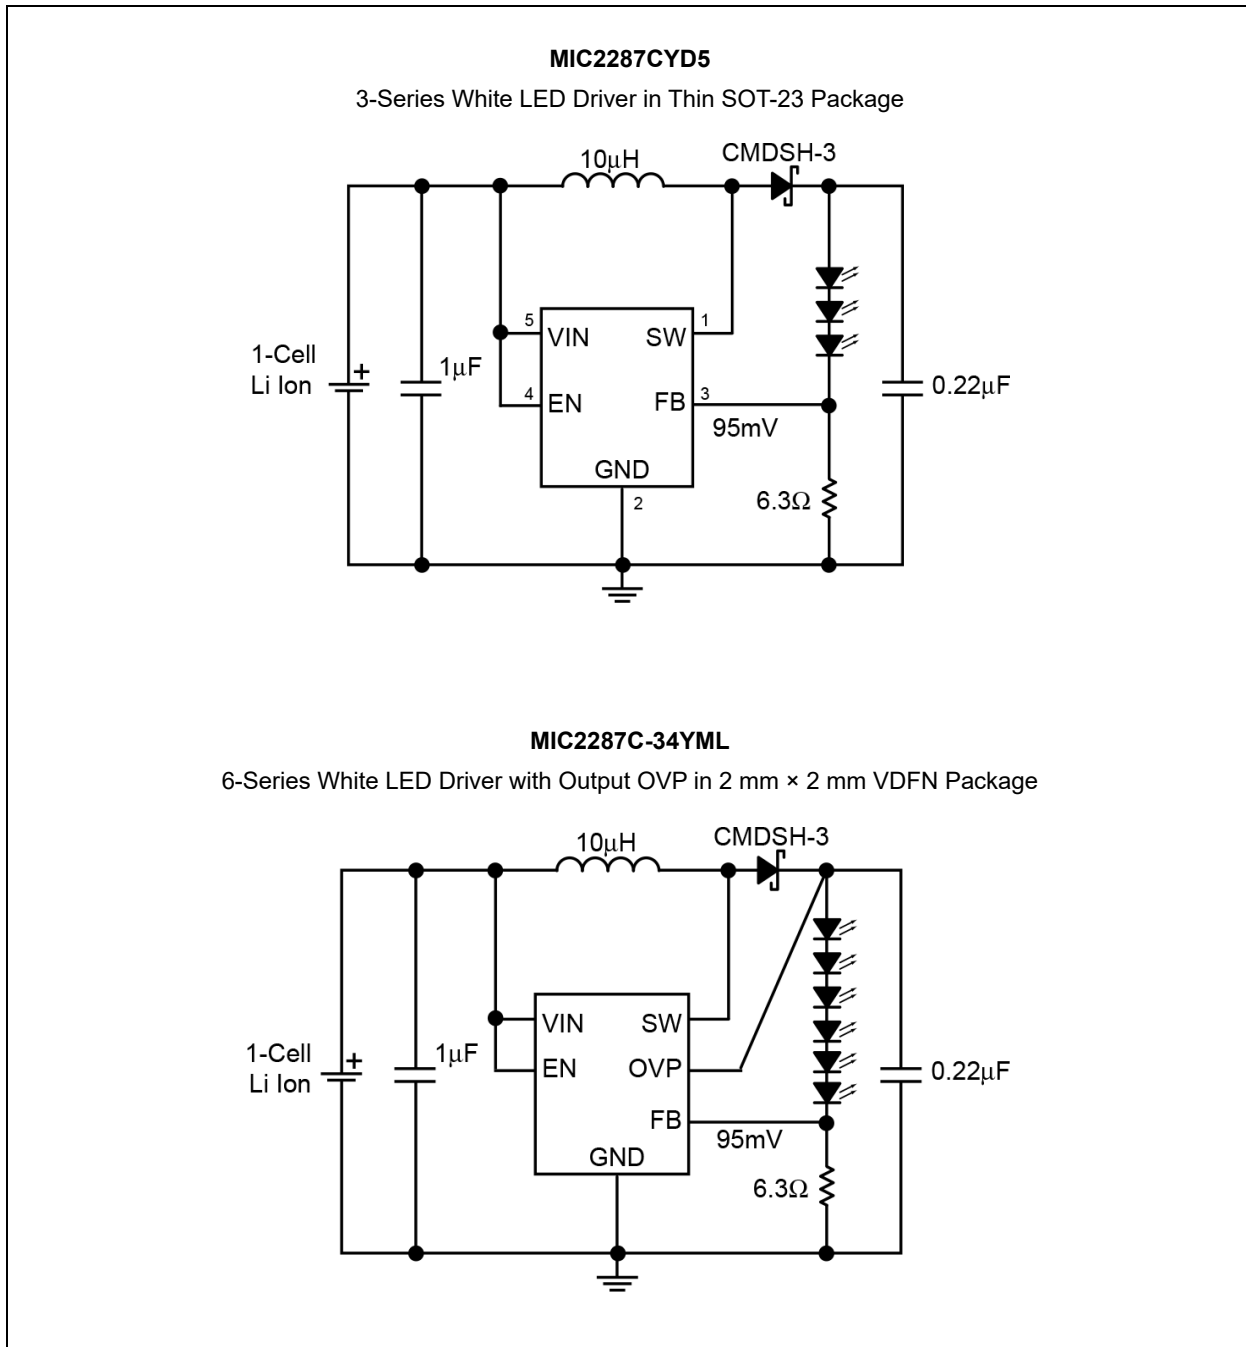 MIC2287CYD5
3-Series White LED Driver in Thin SOT-23 Package
10μH
CMDSH-3
5
VIN
SW
1
1-Cell
Li Ion
+
1μF
4
EN
FB
3
95mV
0.22μF
GND
2
6.3Ω
MIC2287C-34YML
6-Series White LED Driver with Output OVP in 2 mm × 2 mm VDFN Package
10μH
CMDSH-3
VIN
SW
1-Cell
Li Ion
+
1μF
EN
OVP
0.22μF
FB
95mV
GND
6.3Ω